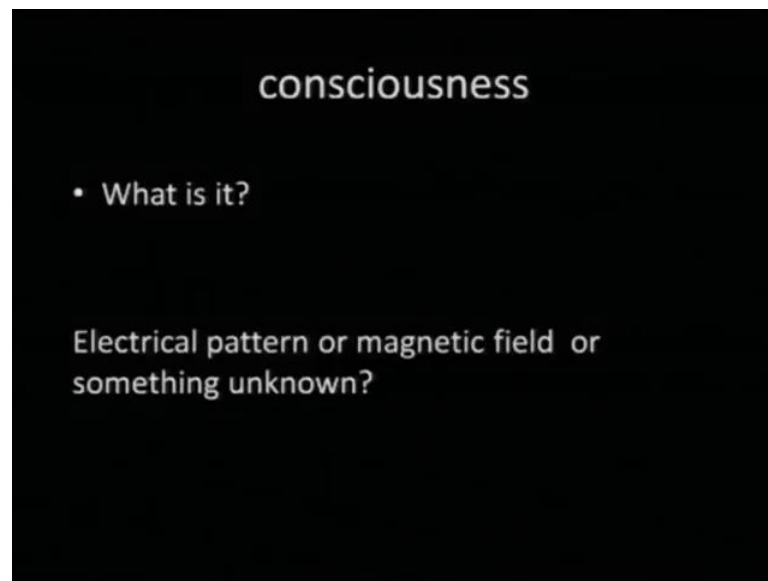 consciousness
• What is it?
Electrical pattern or magnetic field  or
something unknown?